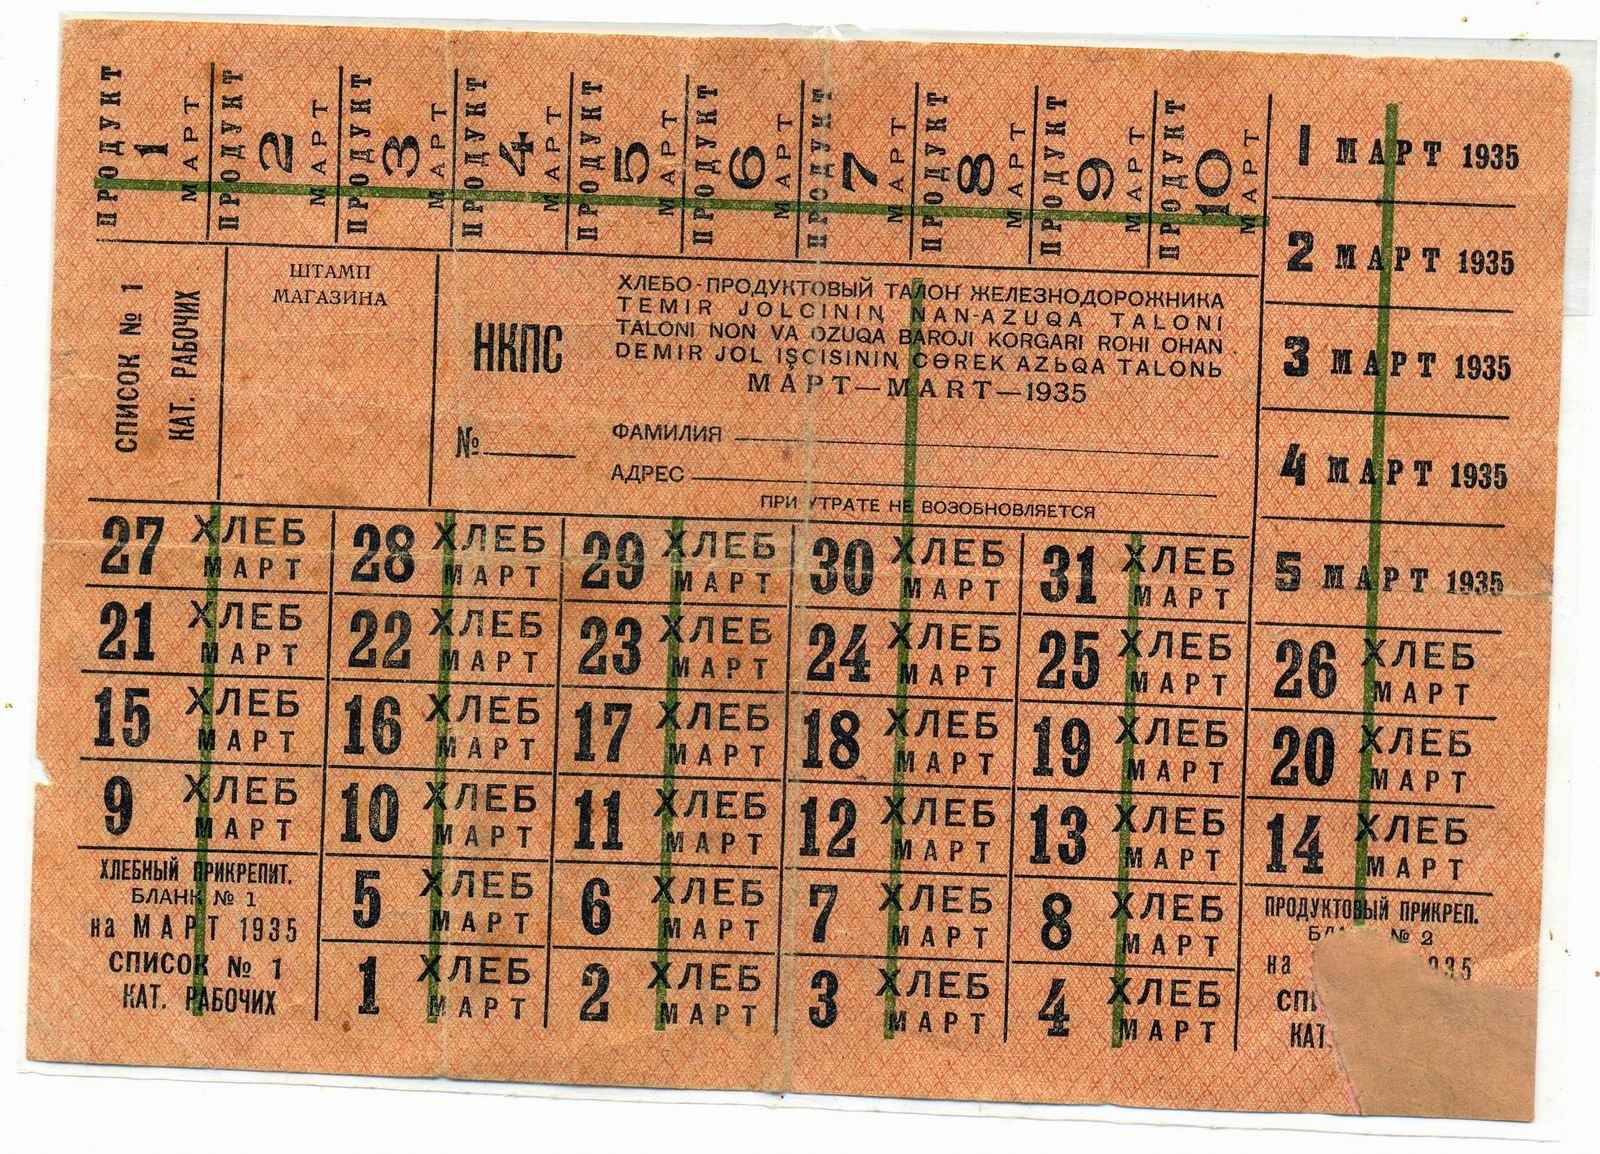 ПРОДУКТ 1 МАРТ
ПРОДУКТ 2 МАРТ
ПРОДУКТ 3 МАРТ
ПРОДУКТ 4 МАРТ
ПРОДУКТ 5 МАРТ
ПРОДУКТ 6 МАРТ
ПРОДУКТ 7 МАРТ
ПРОДУКТ 8 МАРТ
ПРОДУКТ 9 МАРТ
ПРОДУКТ 10 МАРТ
1 МАРТ 1935
2 МАРТ 1935
3 МАРТ 1935
4 МАРТ 1935
5 МАРТ 1935
СПИСОК № 1
КАТ. РАБОЧИХ
ШТАМП
МАГАЗИНА
НКПС
ХЛЕБО-ПРОДУКТОВЫЙ ТАЛОН ЖЕЛЕЗНОДОРОЖНИКА
TEMIR JOLCININ NAN-AZUQA TALONI
TALONI NON VA OZUQA BAROJI KORGARI ROHI OHAN
DEMIR JOL IŞCISININ CƟREK AZЬQA TALONЬ
МАРТ—MART—1935
№
ФАМИЛИЯ
АДРЕС
ПРИ УТРАТЕ НЕ ВОЗОБНОВЛЯЕТСЯ
27 ХЛЕБ МАРТ
28 ХЛЕБ МАРТ
29 ХЛЕБ МАРТ
30 ХЛЕБ МАРТ
31 ХЛЕБ МАРТ
21 ХЛЕБ МАРТ
22 ХЛЕБ МАРТ
23 ХЛЕБ МАРТ
24 ХЛЕБ МАРТ
25 ХЛЕБ МАРТ
26 ХЛЕБ МАРТ
15 ХЛЕБ МАРТ
16 ХЛЕБ МАРТ
17 ХЛЕБ МАРТ
18 ХЛЕБ МАРТ
19 ХЛЕБ МАРТ
20 ХЛЕБ МАРТ
9 ХЛЕБ МАРТ
10 ХЛЕБ МАРТ
11 ХЛЕБ МАРТ
12 ХЛЕБ МАРТ
13 ХЛЕБ МАРТ
14 ХЛЕБ МАРТ
ХЛЕБНЫЙ ПРИКРЕПИТ.
БЛАНК № 1
на МАРТ 1935
СПИСОК № 1
КАТ. РАБОЧИХ
5 ХЛЕБ МАРТ
6 ХЛЕБ МАРТ
7 ХЛЕБ МАРТ
8 ХЛЕБ МАРТ
1 ХЛЕБ МАРТ
2 ХЛЕБ МАРТ
3 ХЛЕБ МАРТ
4 ХЛЕБ МАРТ
ПРОДУКТОВЫЙ ПРИКРЕП.
№ 2
на
КАТ.